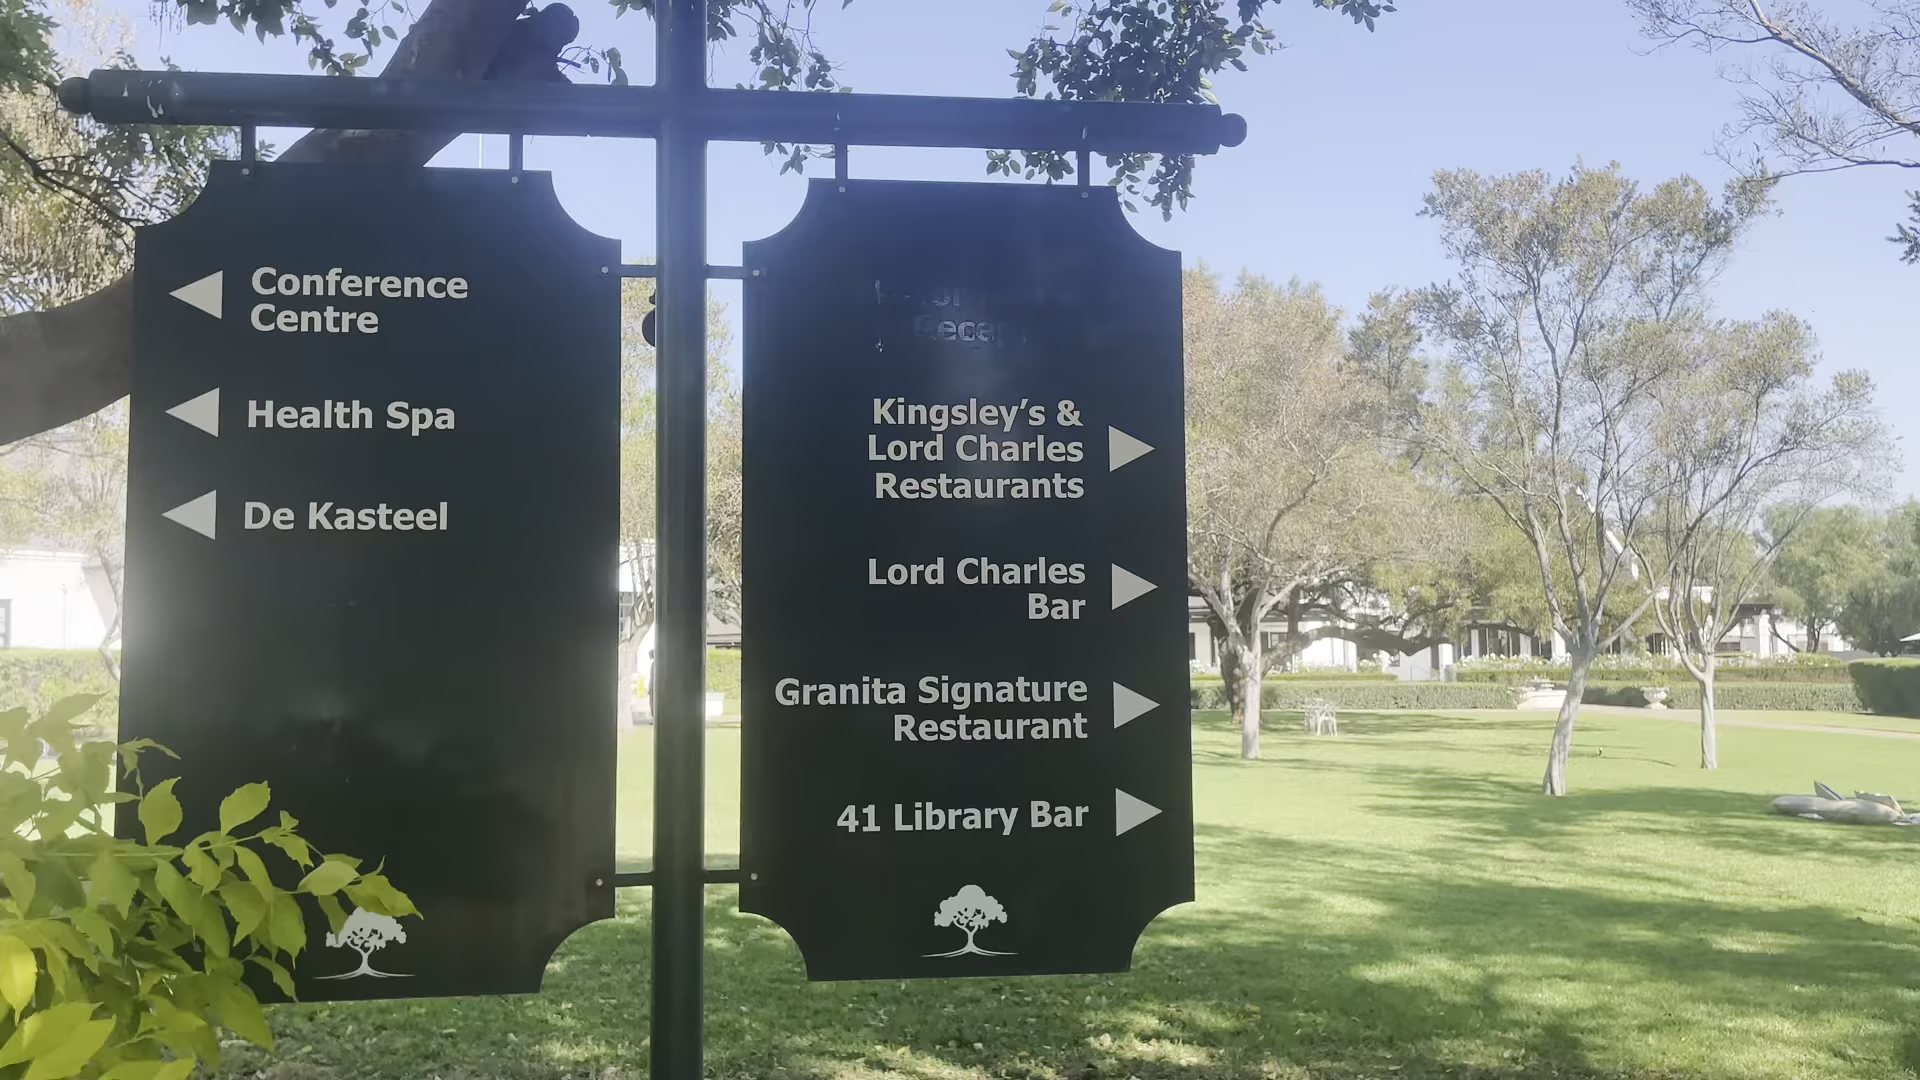 Conference
Centre
Health Spa
De Kasteel
Kingsley’s &
Lord Charles
Restaurants
Lord Charles
Bar
Granita Signature
Restaurant
41 Library Bar